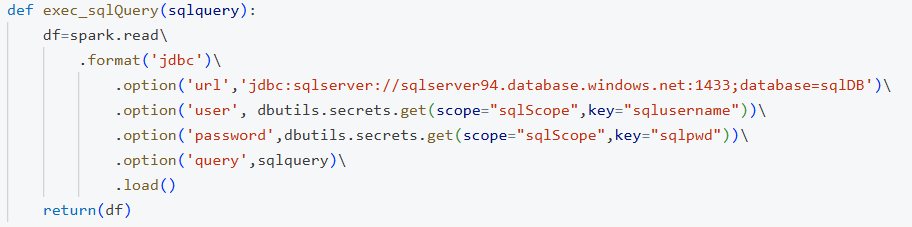 def exec_sqlQuery(sqlquery):
    df=spark.read\
        .format('jdbc')\
            .option('url','jdbc:sqlserver://sqlserver94.database.windows.net:1433;database=sqlDB')\
            .option('user', dbutils.secrets.get(scope="sqlScope",key="sqlusername"))\
            .option('password',dbutils.secrets.get(scope="sqlScope",key="sqlpwd"))\
            .option('query',sqlquery)\
            .load()
    return(df)